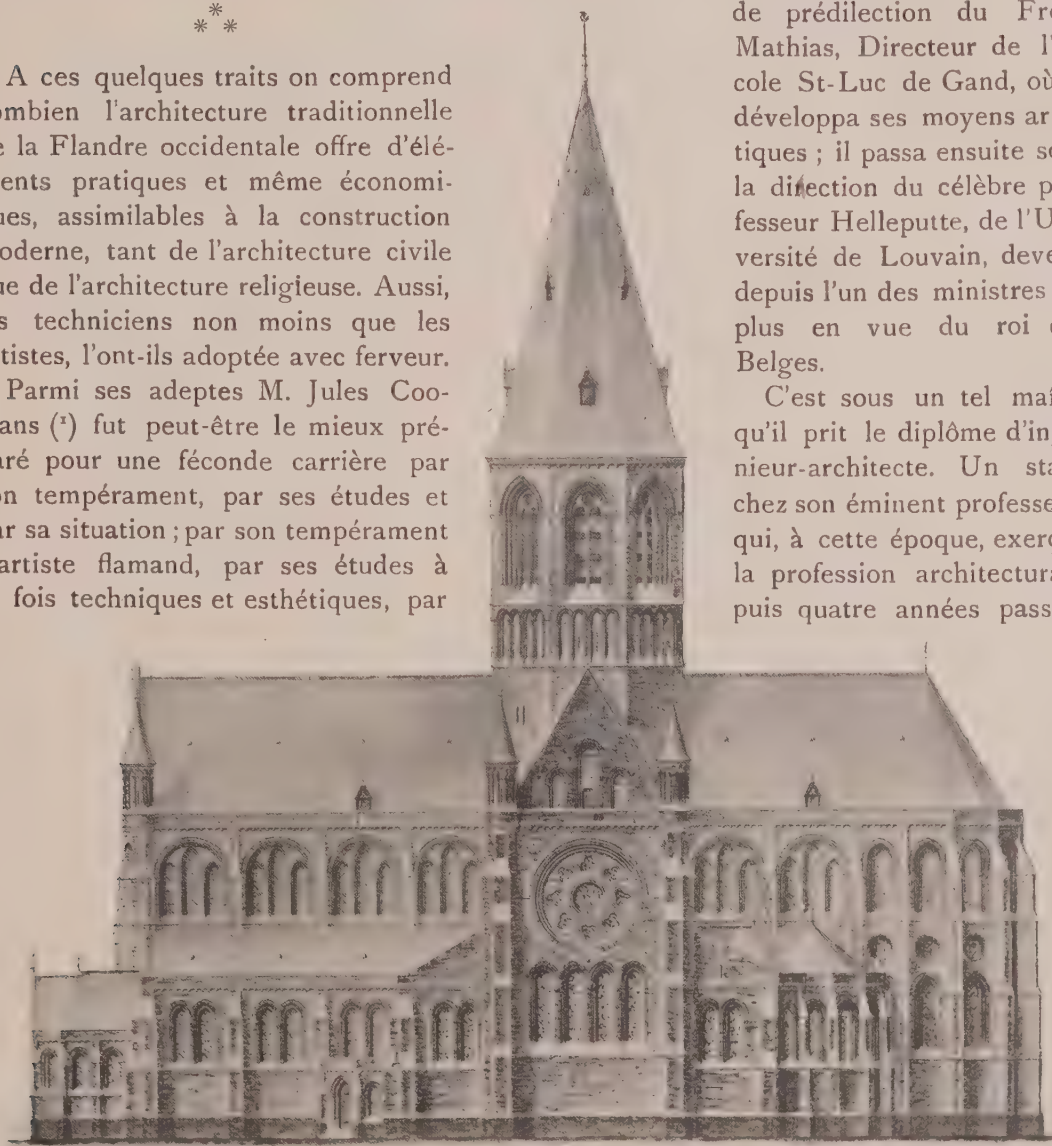 * * *
A ces quelques traits on comprend
ombien l'architecture traditionnelle
e la Flandre occidentale offre d'élé-
ents pratiques et même économi-
ues, assimilables à la construction
oderne, tant de l'architecture civile
ue de l'architecture religieuse. Aussi,
s techniciens non moins que les
tistes, l'ont-ils adoptée avec ferveur.
Parmi ses adeptes M. Jules Coo-
ans (¹) fut peut-être le mieux pré-
aré pour une féconde carrière par
on tempérament, par ses études et
ar sa situation ; par son tempérament
artiste flamand, par ses études à
fois techniques et esthétiques, par
de prédilection du Fr
Mathias, Directeur de l'
cole St-Luc de Gand, où
développa ses moyens ar
tiques ; il passa ensuite so
la direction du célèbre p
fesseur Helleputte, de l'U
versité de Louvain, deve
depuis l'un des ministres
plus en vue du roi
Belges.
C'est sous un tel maî
qu'il prit le diplôme d'in
nieur-architecte. Un sta
chez son éminent professe
qui, à cette époque, exerç
la profession architectura
puis quatre années pass